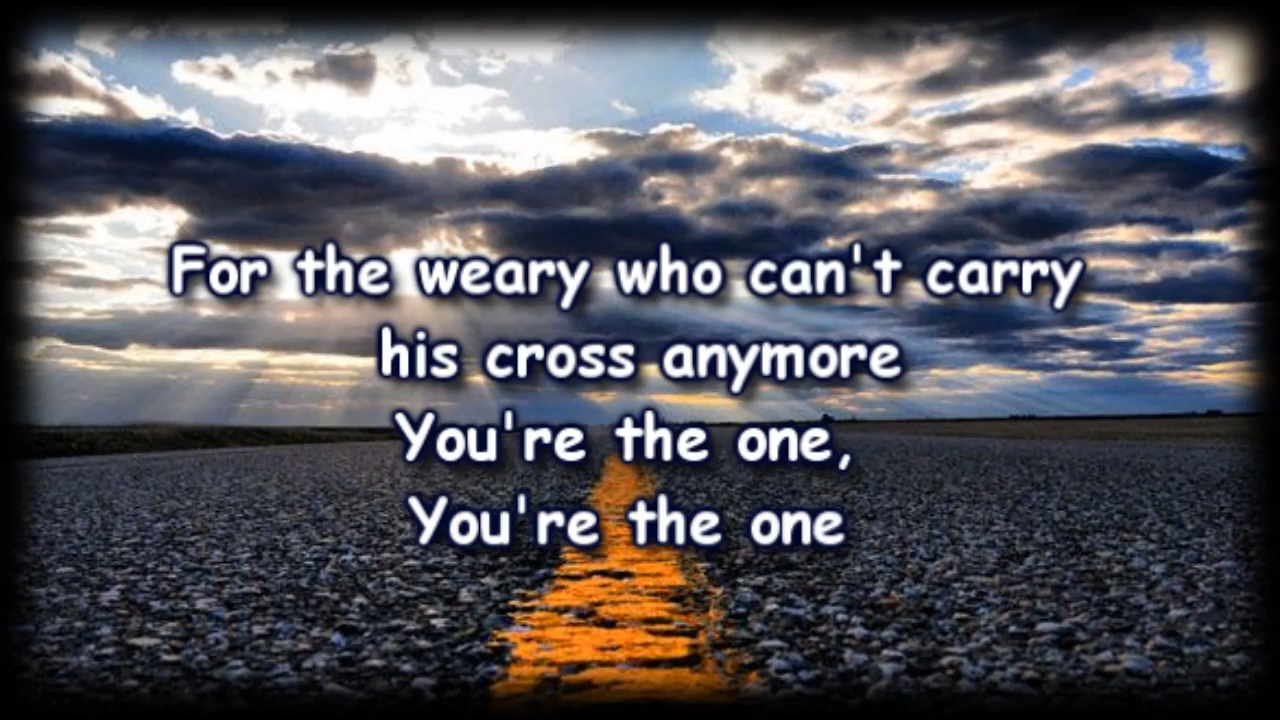 For the weary who can't carry
his cross anymore
You're the one,
You're the one